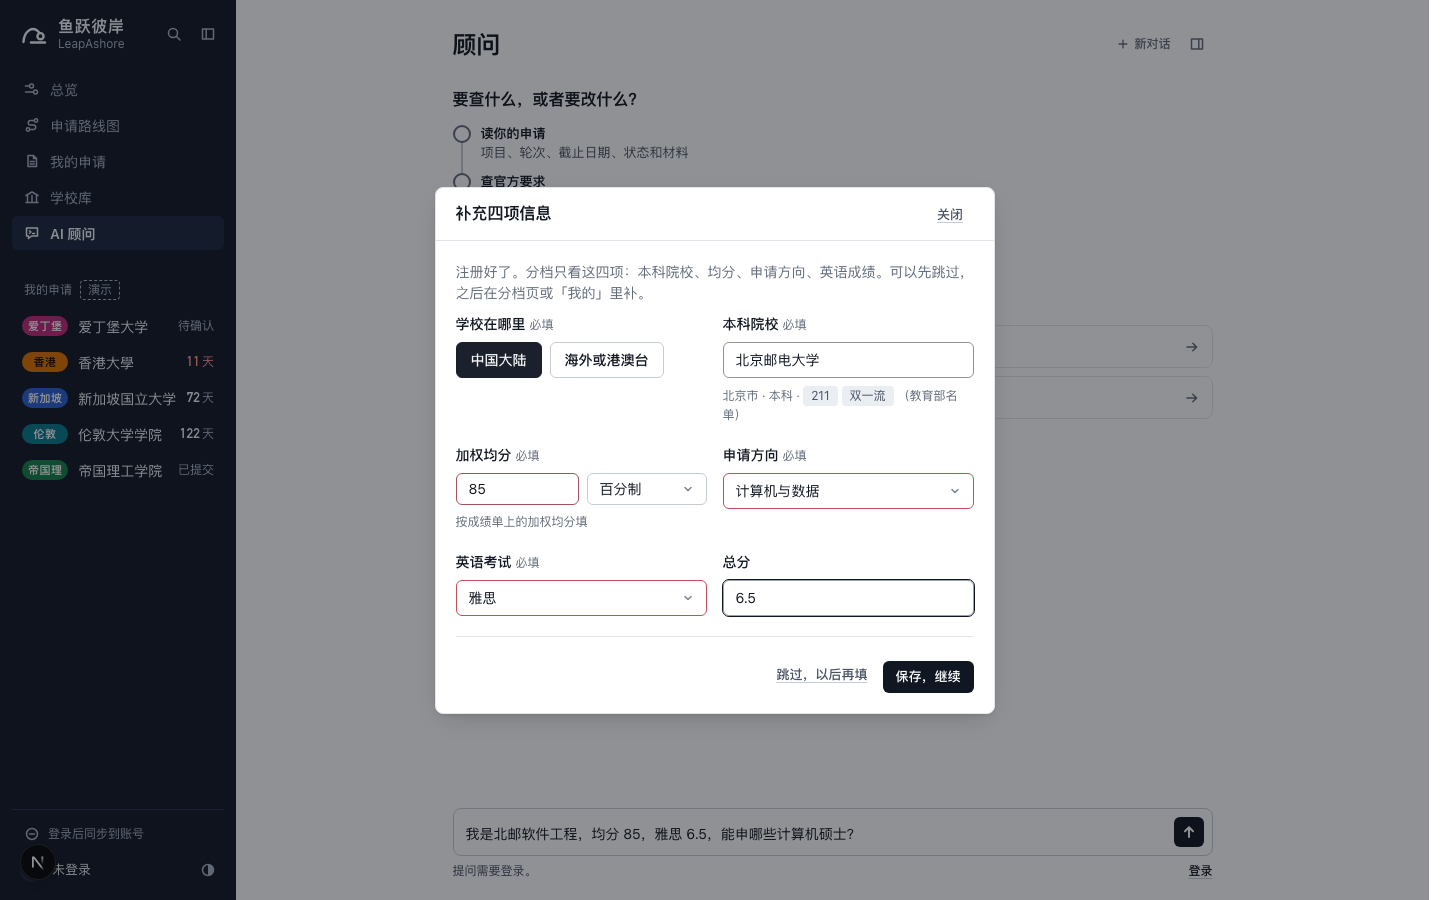 鱼跃彼岸
LeapAshore
总览
申请路线图
我的申请
学校库
AI 顾问
我的申请 演示
爱丁堡 爱丁堡大学 待确认
香港 香港大學 11 天
新加坡 新加坡国立大学 72 天
伦敦 伦敦大学学院 122 天
帝国理 帝国理工学院 已提交
登录后同步到账号
N 未登录
顾问
新对话
要查什么，或者要改什么？
读你的申请
项目、轮次、截止日期、状态和材料
查官方要求
补充四项信息
关闭
注册好了。分档只看这四项：本科院校、均分、申请方向、英语成绩。可以先跳过，
之后在分档页或「我的」里补。
学校在哪里 必填
中国大陆 海外或港澳台
本科院校 必填
北京邮电大学
北京市 · 本科 · 211 双一流 （教育部名
单）
加权均分 必填
85 百分制
按成绩单上的加权均分填
申请方向 必填
计算机与数据
英语考试 必填
雅思
总分
6.5
跳过，以后再填 保存，继续
我是北邮软件工程，均分 85，雅思 6.5，能申哪些计算机硕士？
提问需要登录。 登录